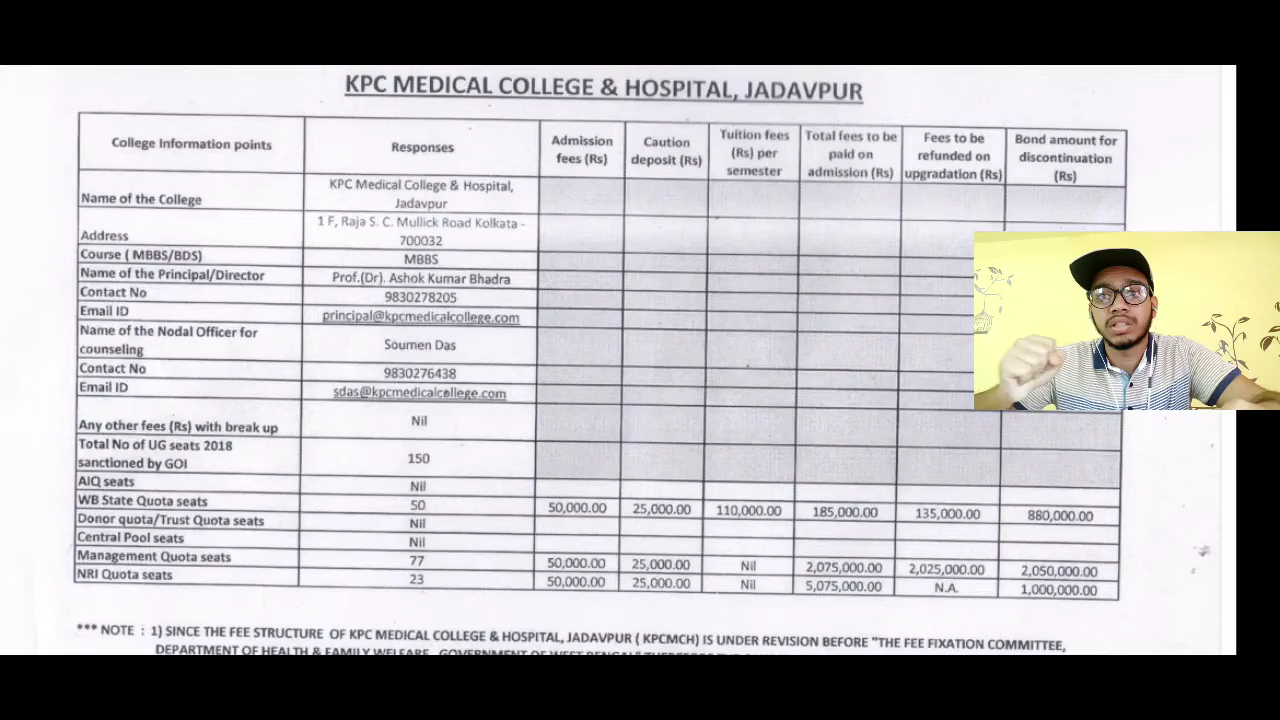 KPC MEDICAL COLLEGE & HOSPITAL, JADAVPUR
College Information points Responses Admission fees (Rs) Caution deposit (Rs) Tuition fees (Rs) per semester Total fees to be paid on admission (Rs) Fees to be refunded on upgradation (Rs) Bond amount for discontinuation (Rs)
Name of the College KPC Medical College & Hospital, Jadavpur
Address 1 F, Raja S. C. Mullick Road Kolkata - 700032
Course ( MBBS/BDS) MBBS
Name of the Principal/Director Prof.(Dr). Ashok Kumar Bhadra
Contact No 9830278205
Email ID principal@kpcmedicalcollege.com
Name of the Nodal Officer for counseling Soumen Das
Contact No 9830276438
Email ID sdas@kpcmedicalcollege.com
Any other fees (Rs) with break up Nil
Total No of UG seats 2018 sanctioned by GOI 150
AIQ seats Nil
WB State Quota seats 50 50,000.00 25,000.00 110,000.00 185,000.00 135,000.00 880,000.00
Donor quota/Trust Quota seats Nil
Central Pool seats Nil
Management Quota seats 77 50,000.00 25,000.00 Nil 2,075,000.00 2,025,000.00 2,050,000.00
NRI Quota seats 23 50,000.00 25,000.00 Nil 5,075,000.00 N.A. 1,000,000.00
*** NOTE : 1) SINCE THE FEE STRUCTURE OF KPC MEDICAL COLLEGE & HOSPITAL, JADAVPUR ( KPCMCH) IS UNDER REVISION BEFORE "THE FEE FIXATION COMMITTEE,
DEPARTMENT OF HEALTH & FAMILY WELFARE, GOVERNMENT OF WEST BENGAL"